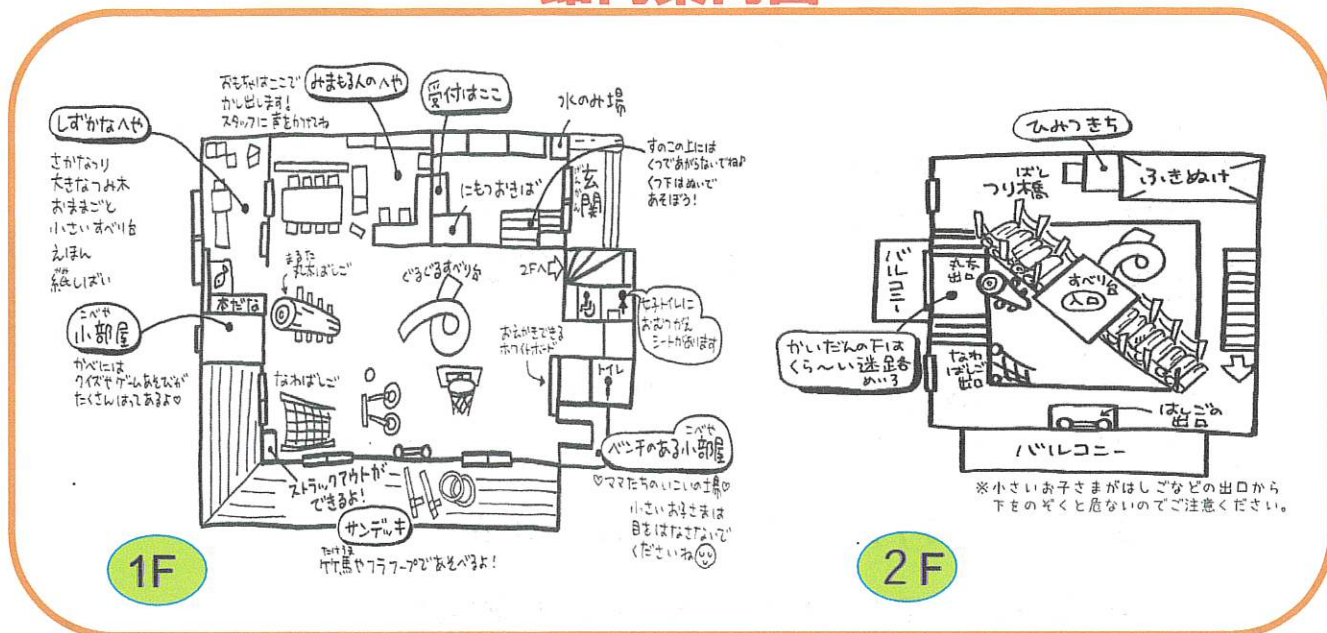 館内案内図
おもちゃはここで
かし出します!
スタッフに声をかけてね
みまもる人のへや
受付はここ
水のみ場
しずかなへや
さかなつり
大きなつみ木
おままごと
小さいすべり台
えほん
紙しばい
すのこの上には
くつであがらないでね♪
くつ下はぬいで
あそぼう!
にもつおきば
げんかん
玄関
まるた
丸太ばしご
ぐるぐるすべり台
2Fへ
本だな
こべや
小部屋
かべには
クイズやゲームあそびが
たくさんはってあるよ♡
女子トイレに
おむつがえ
シートがあります
おえかきできる
ホワイトボード
トイレ
なわばしご
こべや
ベンチのある小部屋
♡ママたちのいこいの場♡
小さいお子さまは
目をはなさないで
くださいね
ストラックアウトが
できるよ!
サンデッキ
たけうま
竹馬やフラフープであそべるよ!
1F
ひみつきち
ばし
つり橋
ふきぬけ
バルコニー
丸太
出口
すべり台
入口
かいだんの下は
くら〜い迷路
めいろ
なわ
ばしご
出口
はしごの
出口
バルコニー
※小さいお子さまがはしごなどの出口から
下をのぞくと危ないのでご注意ください。
2F